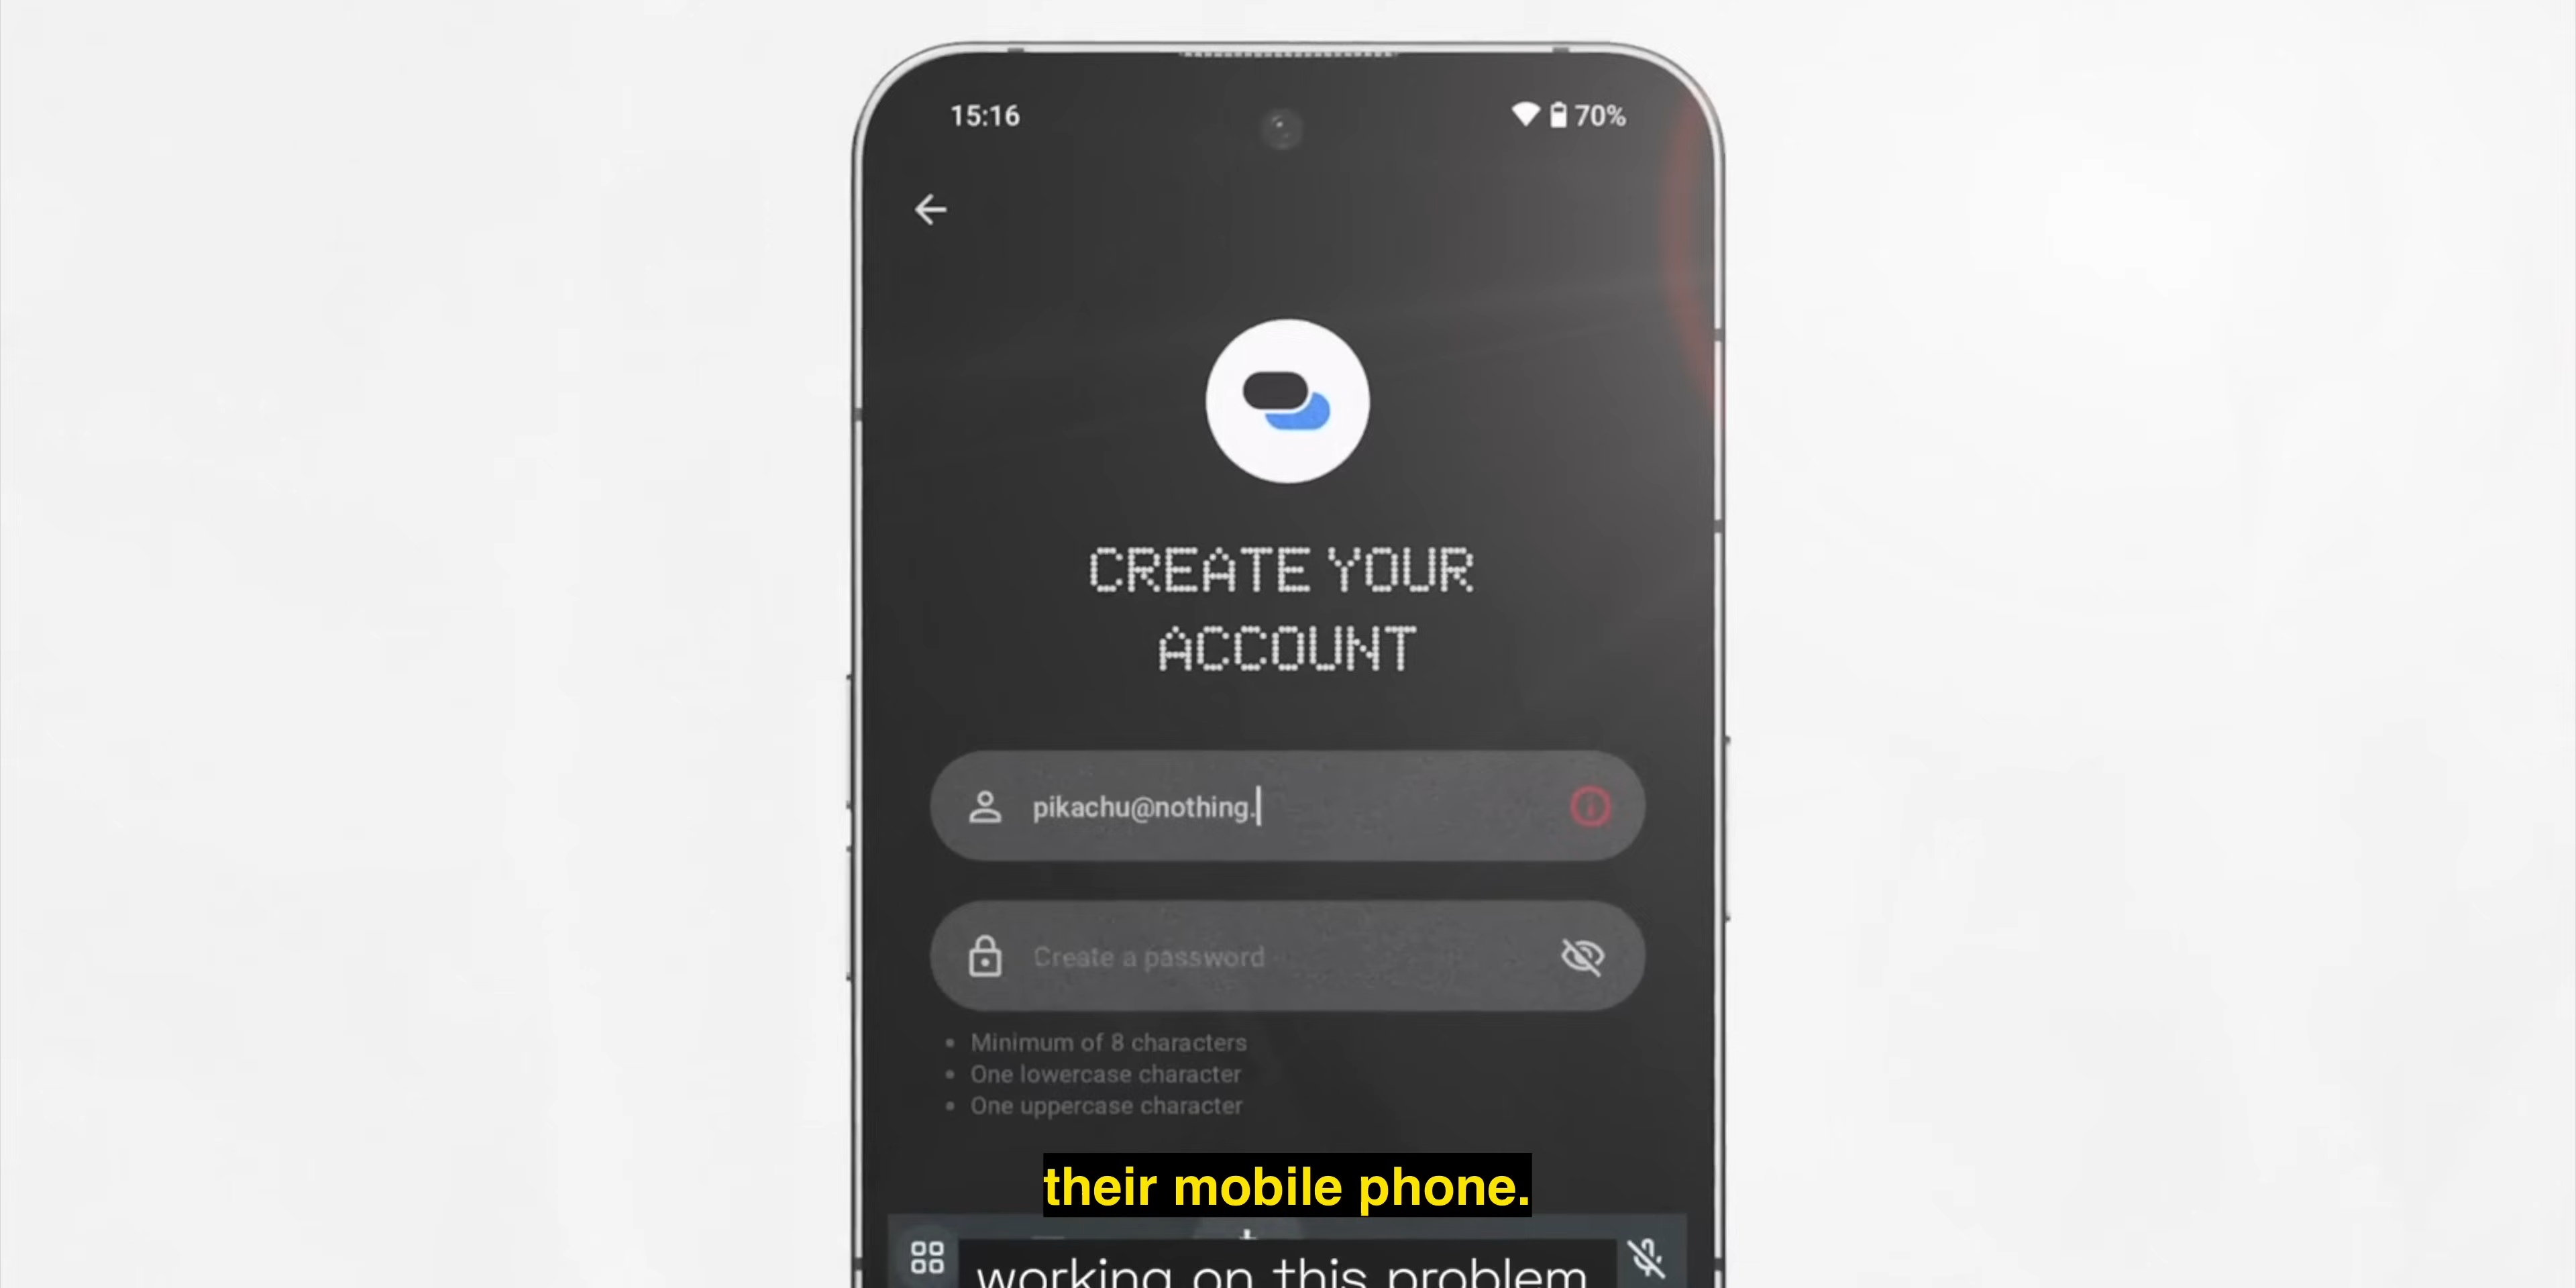 15:16
70%
CREATE YOUR
ACCOUNT
pikachu@nothing.
Create a password
• Minimum of 8 characters
• One lowercase character
• One uppercase character
their mobile phone.
working on this problem